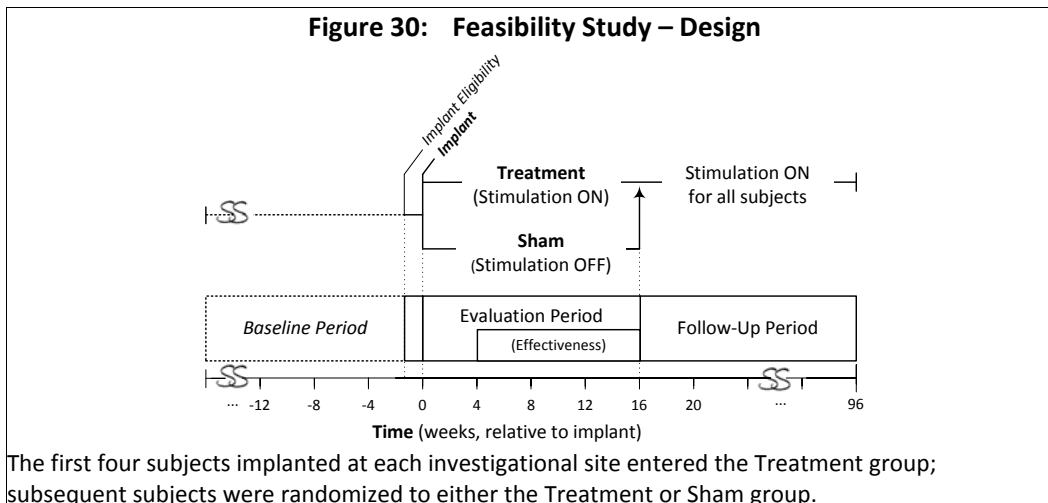 Figure 30: Feasibility Study – Design
Implant Eligibility
Implant
Treatment
(Stimulation ON)
Stimulation ON
for all subjects
Sham
(Stimulation OFF)
Baseline Period
Evaluation Period
(Effectiveness)
Follow-Up Period
... -12 -8 -4 0 4 8 12 16 20 ... 96
Time (weeks, relative to implant)
The first four subjects implanted at each investigational site entered the Treatment group;
subsequent subjects were randomized to either the Treatment or Sham group.